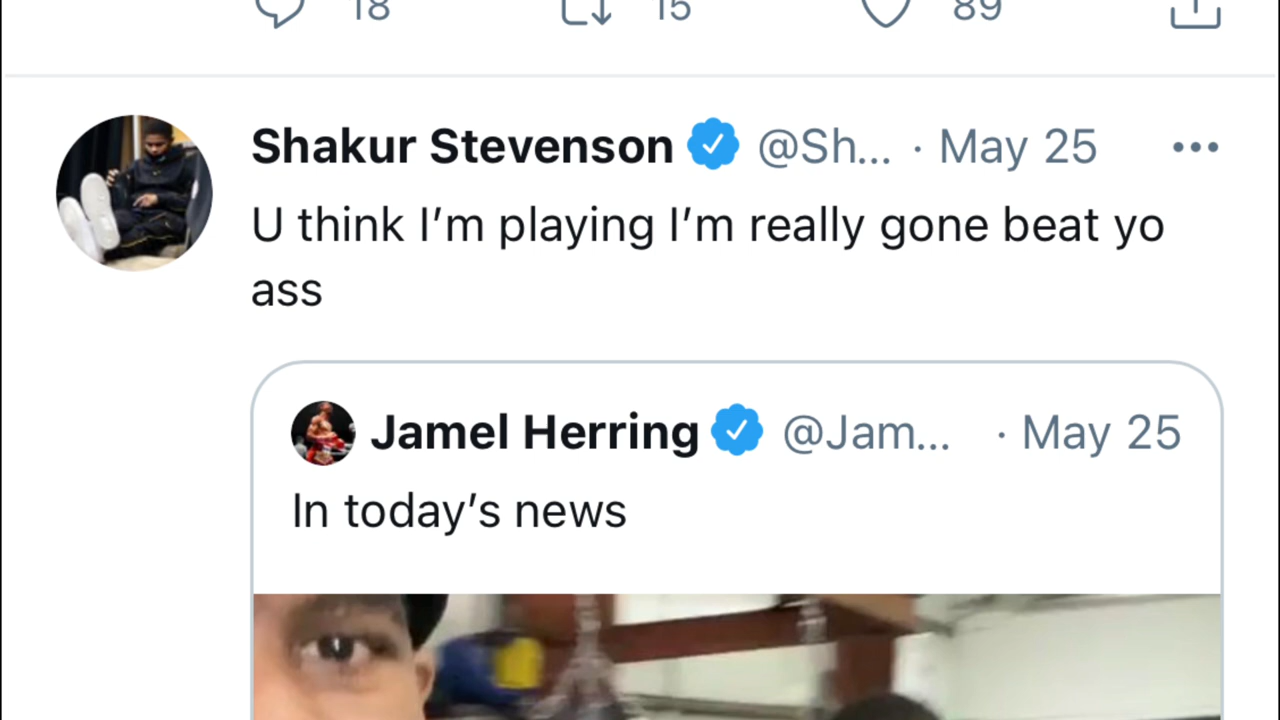 18 15 89
Shakur Stevenson @Sh... · May 25
U think I’m playing I’m really gone beat yo
ass
Jamel Herring @Jam... · May 25
In today’s news